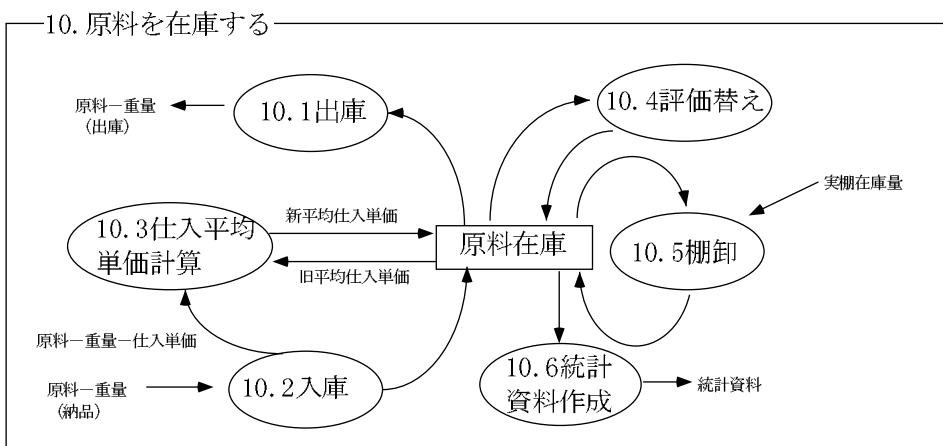 10.原料を在庫する
原料－重量
(出庫)
10.1出庫
10.4評価替え
実棚在庫量
10.3仕入平均
単価計算
新平均仕入単価
旧平均仕入単価
原料在庫
10.5棚卸
原料－重量－仕入単価
原料－重量
(納品)
10.2入庫
10.6統計
資料作成
統計資料